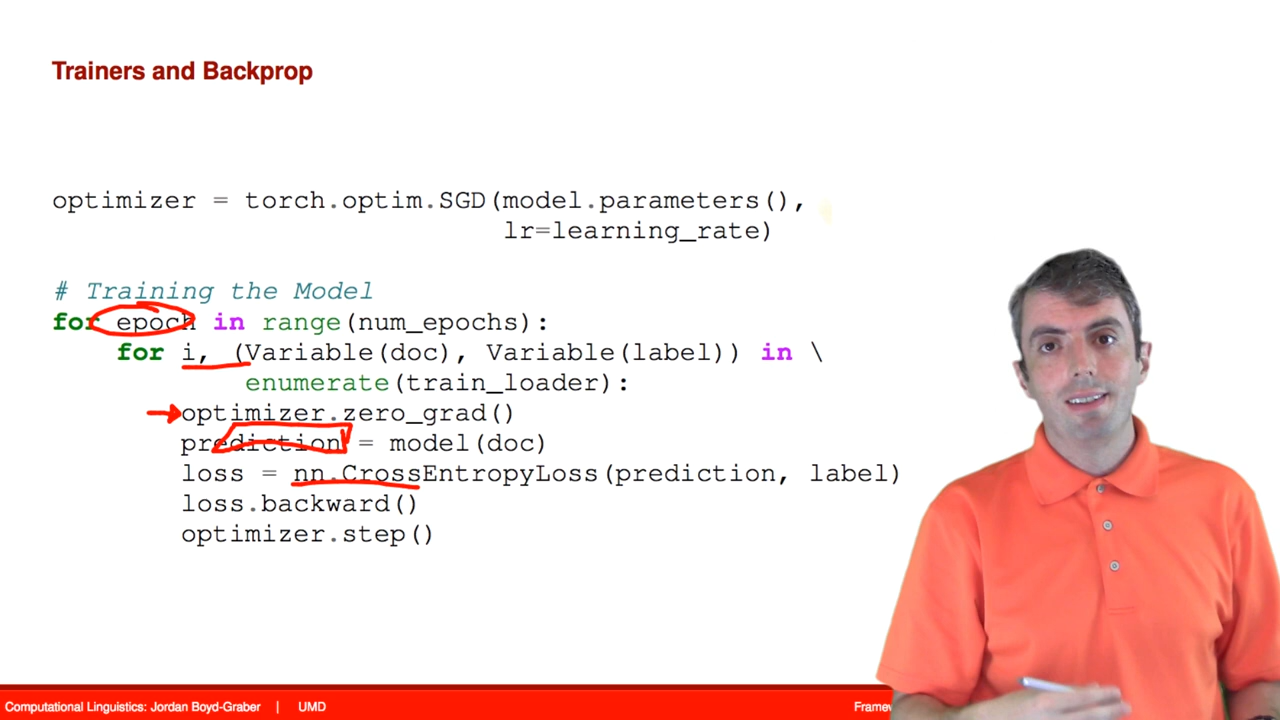 Trainers and Backprop
optimizer = torch.optim.SGD(model.parameters(),
lr=learning_rate)
# Training the Model
for epoch in range(num_epochs):
for i, (Variable(doc), Variable(label)) in \
enumerate(train_loader):
optimizer.zero_grad()
prediction = model(doc)
loss = nn.CrossEntropyLoss(prediction, label)
loss.backward()
optimizer.step()
Computational Linguistics: Jordan Boyd-Graber | UMD
Framew